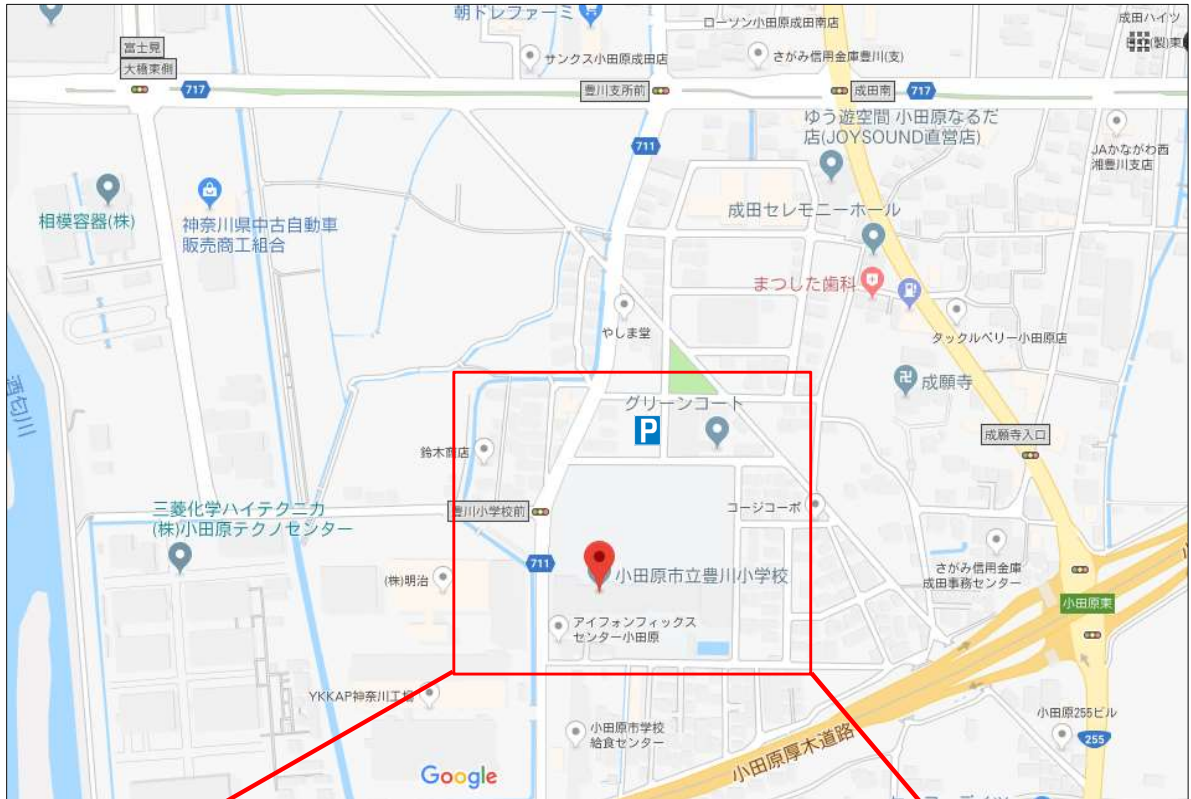 朝ドレファーミ
ローソン小田原成田南店
成田ハイツ
富士見
大橋東側
サンクス小田原成田店
さがみ信用金庫豊川(支)
(製)東
717
豊川支所前
成田南
717
ゆう遊空間 小田原なるだ
店(JOYSOUND直営店)
711
JAかながわ西
湘豊川支店
相模容器(株)
神奈川県中古自動車
販売商工組合
成田セレモニーホール
まつした歯科
やしま堂
タックルベリー小田原店
酒匂川
成願寺
グリーンコート
P
鈴木商店
成願寺入口
三菱化学ハイテクニカ
(株)小田原テクノセンター
豊川小学校前
コージコーポ
711
小田原市立豊川小学校
さがみ信用金庫
成田事務センター
(株)明治
小田原東
アイフォンフィックス
センター小田原
YKKAP神奈川工場
小田原市学校
給食センター
小田原厚木道路
小田原255ビル
255
Google